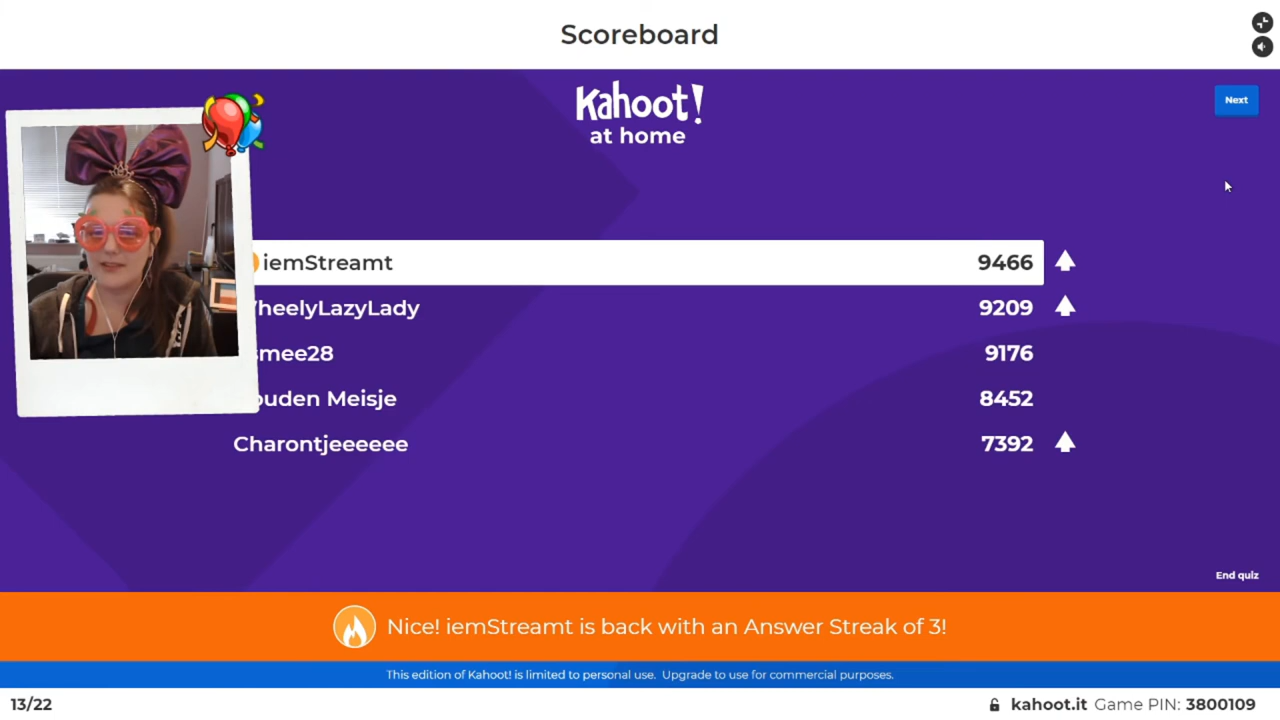 Scoreboard
Kahoot!
at home
Next
iemStreamt 9466
heelyLazyLady 9209
mee28 9176
ouden Meisje 8452
Charontjeeeeee 7392
End quiz
Nice! iemStreamt is back with an Answer Streak of 3!
This edition of Kahoot! is limited to personal use. Upgrade to use for commercial purposes.
13/22
kahoot.it Game PIN: 3800109